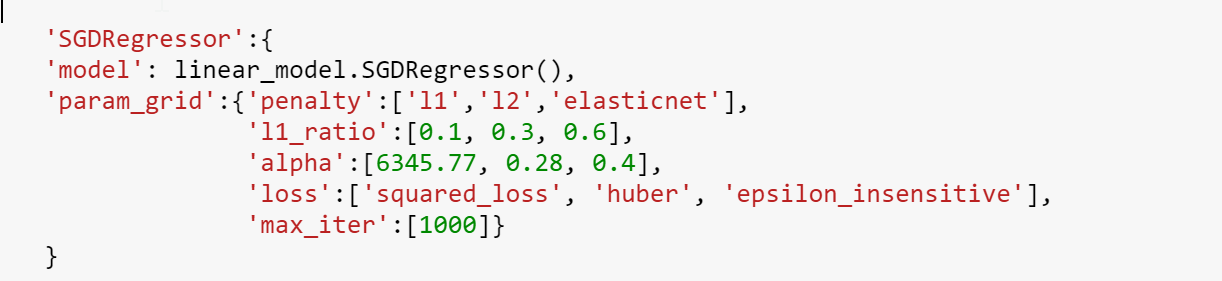 'SGDRegressor':{
'model': linear_model.SGDRegressor(),
'param_grid':{'penalty':['l1','l2','elasticnet'],
'l1_ratio':[0.1, 0.3, 0.6],
'alpha':[6345.77, 0.28, 0.4],
'loss':['squared_loss', 'huber', 'epsilon_insensitive'],
'max_iter':[1000]}
}